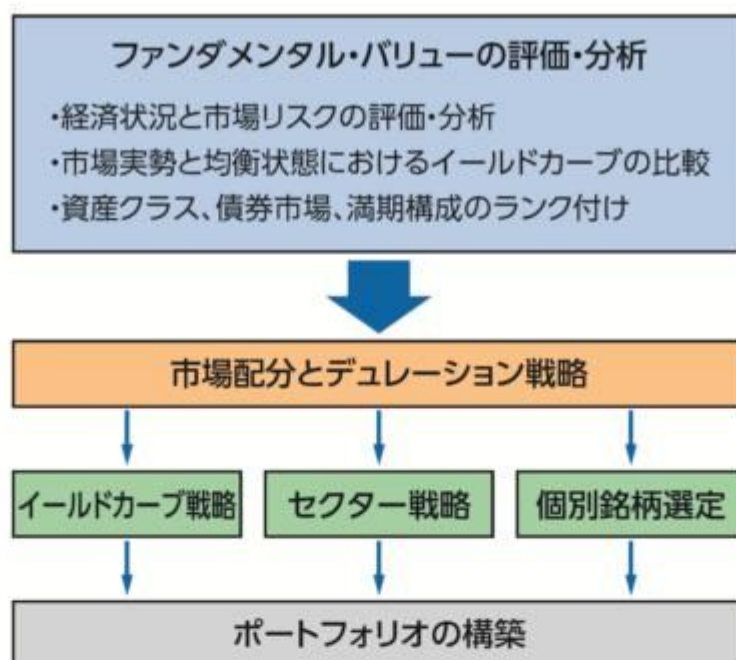 ファンダメンタル・バリューの評価・分析
・経済状況と市場リスクの評価・分析
・市場実勢と均衡状態におけるイールドカーブの比較
・資産クラス、債券市場、満期構成のランク付け
市場配分とデュレーション戦略
イールドカーブ戦略
セクター戦略
個別銘柄選定
ポートフォリオの構築